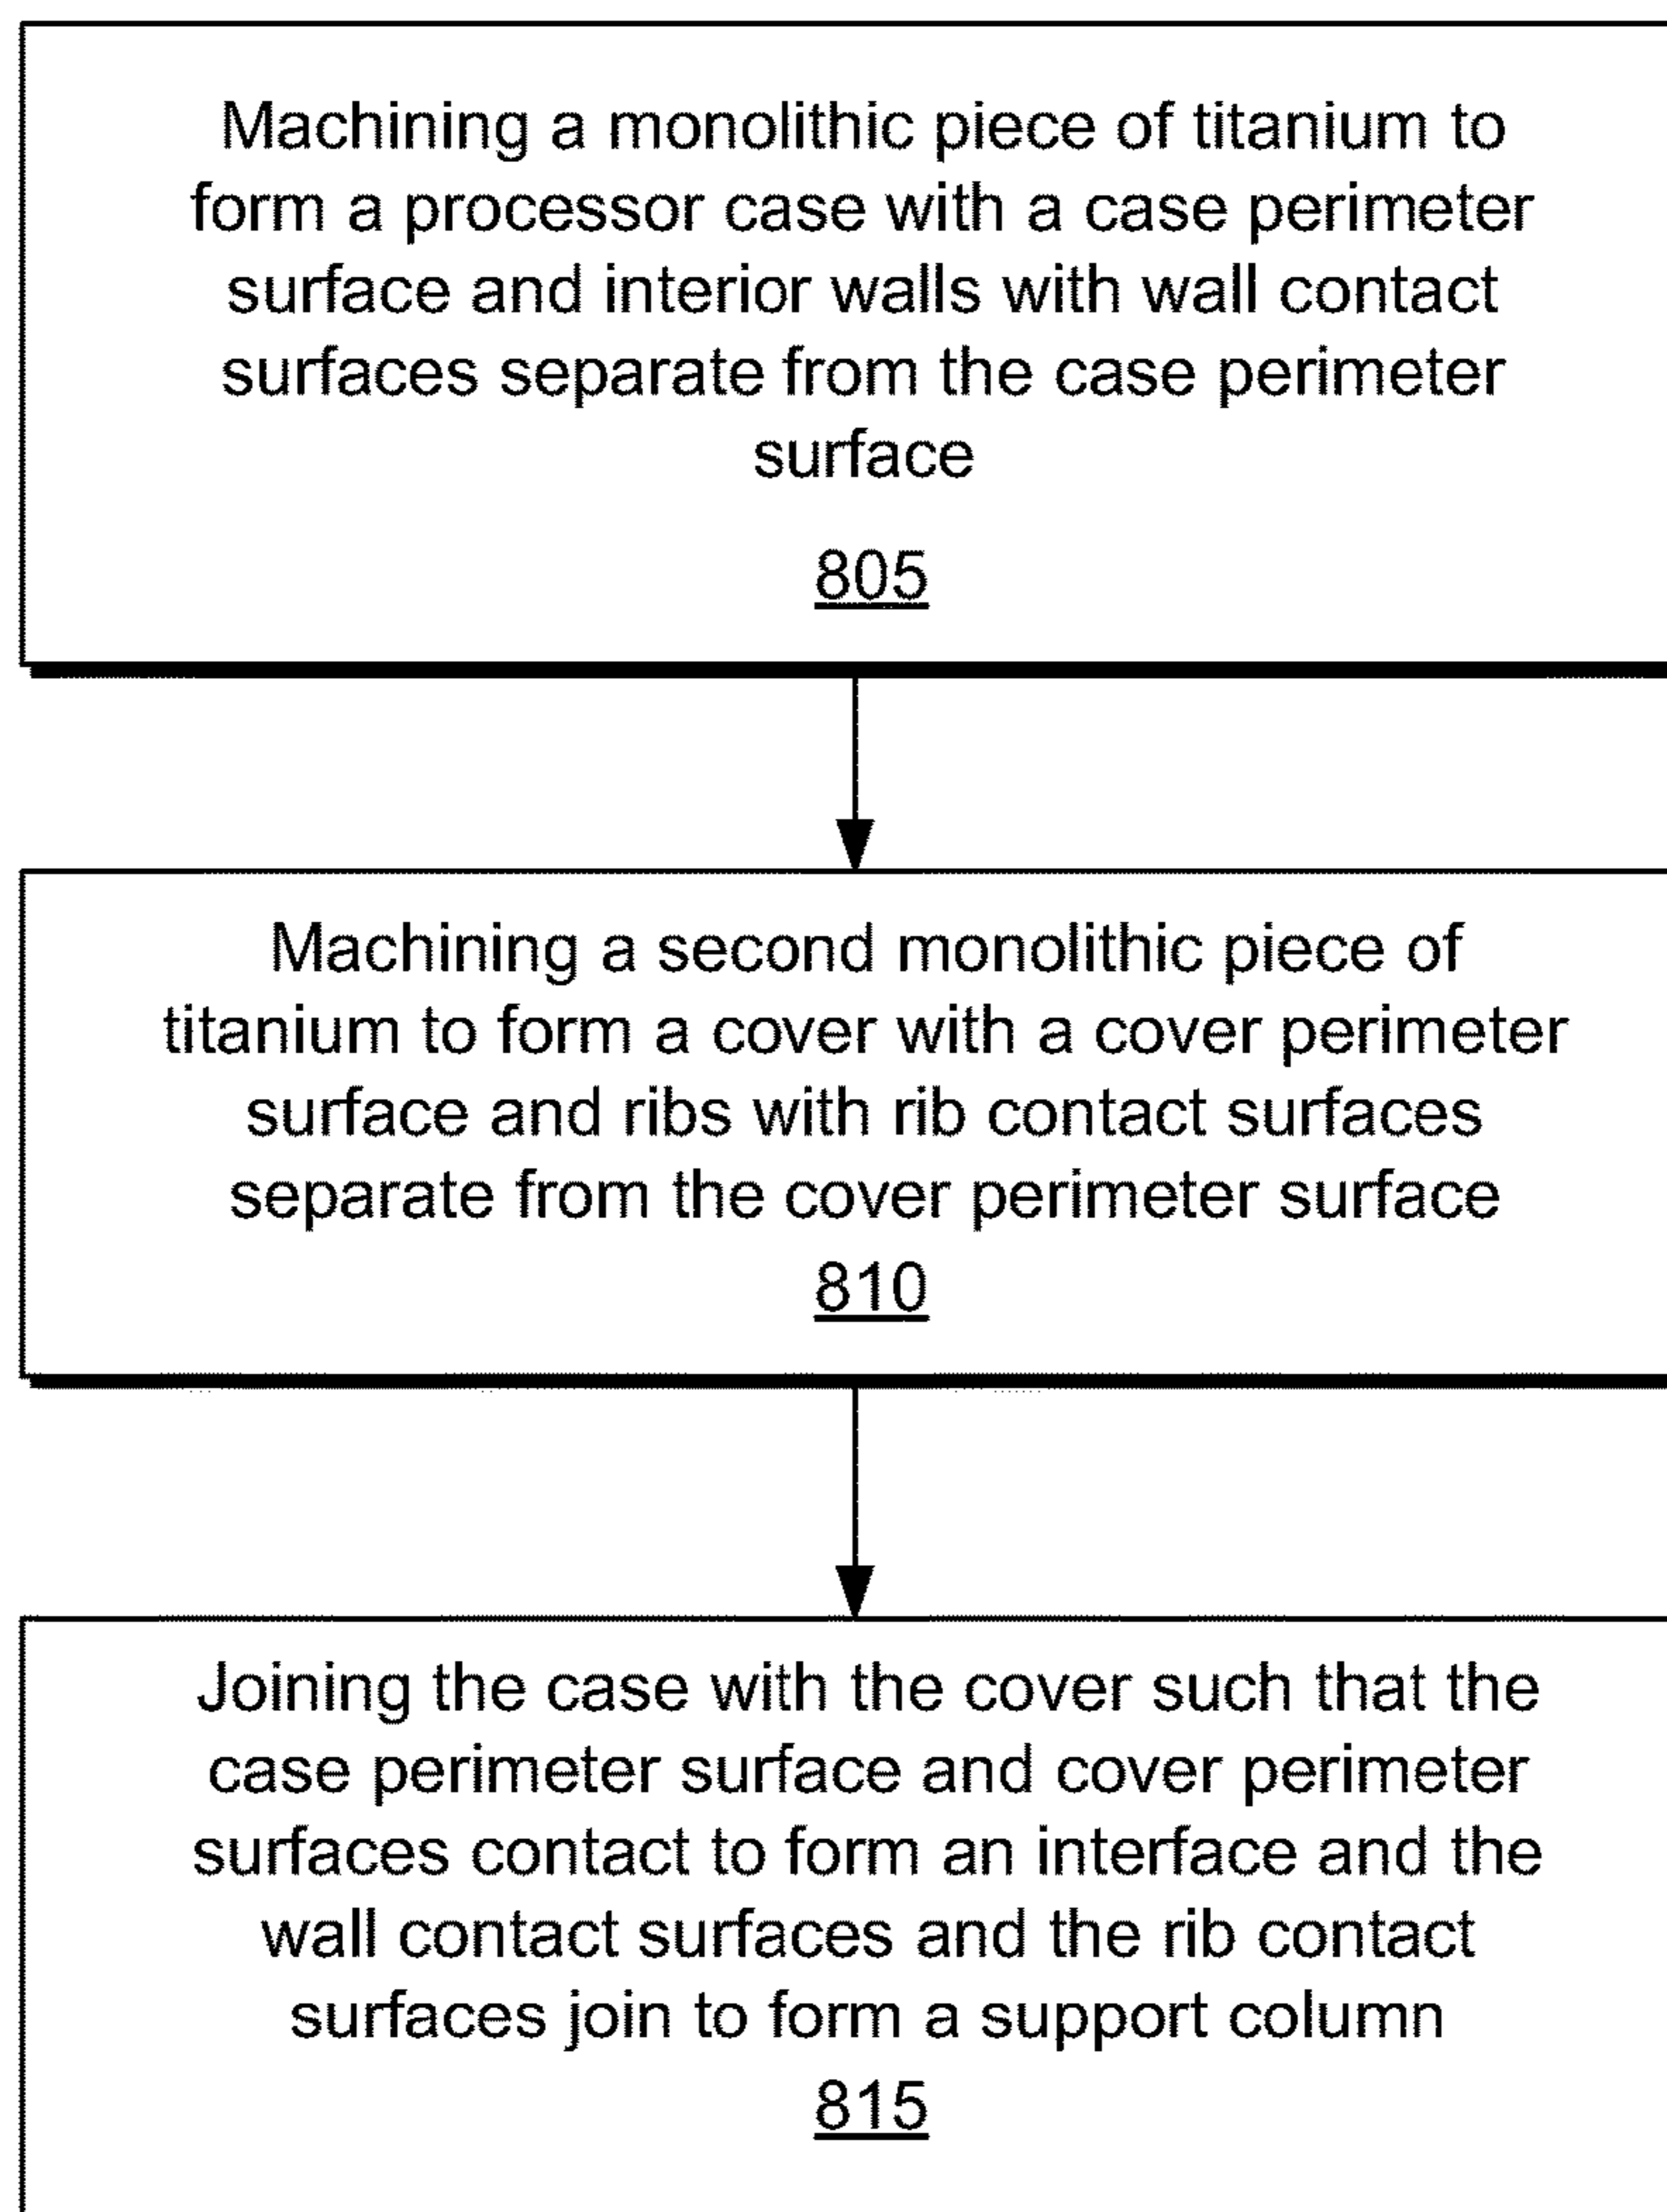 Machining a monolithic piece of titanium to
form a processor case with a case perimeter
surface and interior walls with wall contact
surfaces separate from the case perimeter
surface
805
Machining a second monolithic piece of
titanium to form a cover with a cover perimeter
surface and ribs with rib contact surfaces
separate from the cover perimeter surface
810
Joining the case with the cover such that the
case perimeter surface and cover perimeter
surfaces contact to form an interface and the
wall contact surfaces and the rib contact
surfaces join to form a support column
815